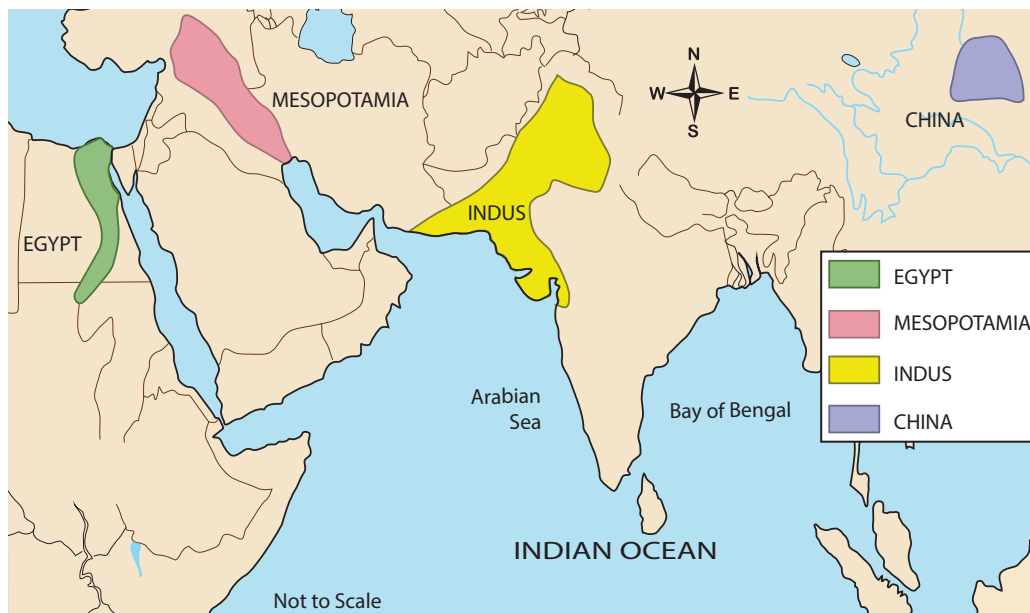 N
W E
S
MESOPOTAMIA
CHINA
INDUS
EGYPT
EGYPT
MESOPOTAMIA
INDUS
CHINA
Arabian
Sea
Bay of Bengal
INDIAN OCEAN
Not to Scale